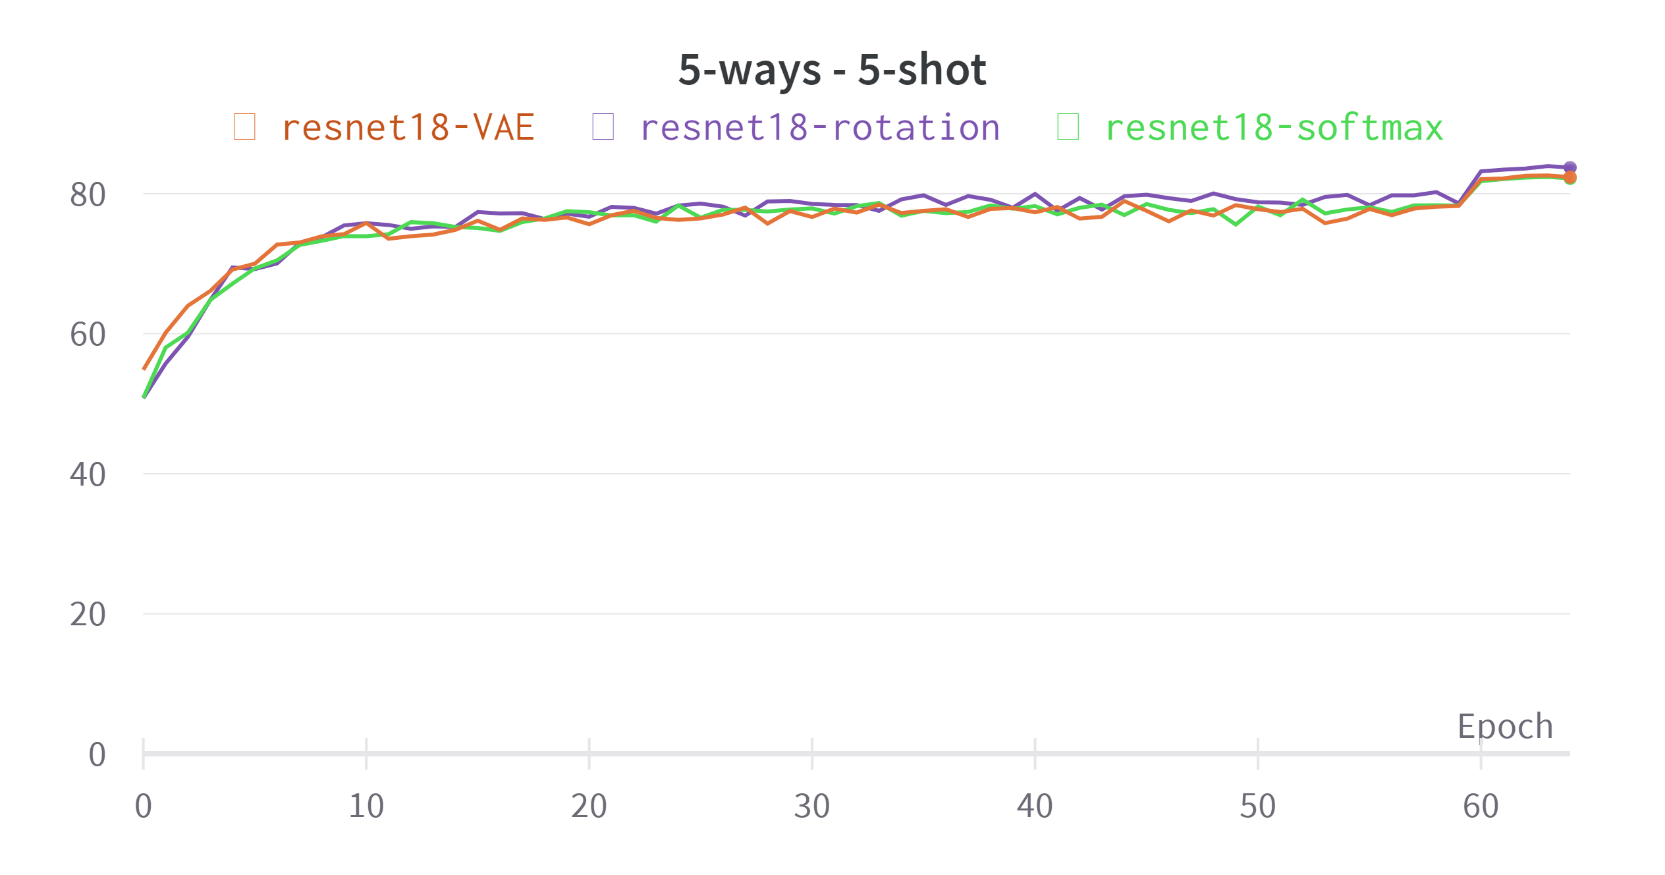 5-ways - 5-shot
resnet18-VAE resnet18-rotation resnet18-softmax
80
60
40
20
Epoch
0
0 10 20 30 40 50 60